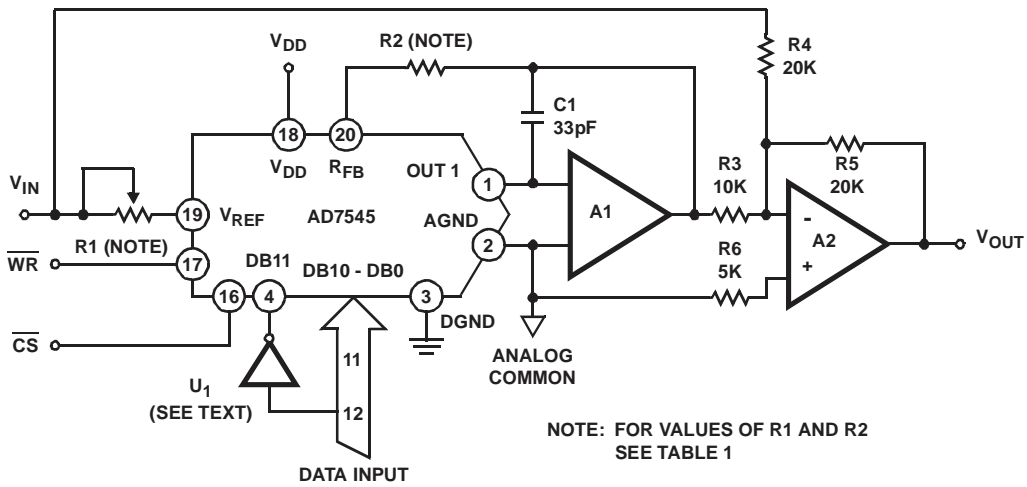 V_DD
R2 (NOTE)
R4
20K
C1
33pF
18
20
V_DD
R_FB
OUT 1
1
R3
10K
R5
20K
V_IN
19
V_REF
AD7545
A1
-
A2
+
V_OUT
R1 (NOTE)
AGND
2
W̅R̅
17
DB11
DB10 - DB0
R6
5K
16
4
3
DGND
C̅S̅
11
ANALOG
COMMON
U_1
(SEE TEXT)
12
NOTE: FOR VALUES OF R1 AND R2
SEE TABLE 1
DATA INPUT